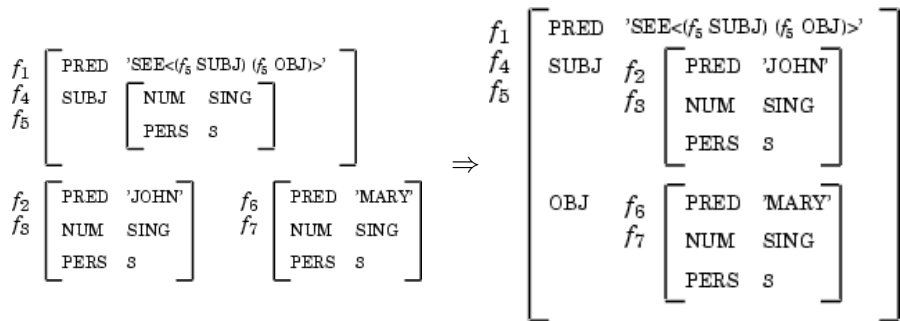 f1 PRED 'SEE<(f5 SUBJ) (f5 OBJ)>'
f4 SUBJ NUM SING
f5
PERS 3
f2 PRED 'JOHN'
f3 NUM SING
PERS 3
f6 PRED 'MARY'
f7 NUM SING
PERS 3
⇒
f1 PRED 'SEE<(f5 SUBJ) (f5 OBJ)>'
f4 SUBJ f2 PRED 'JOHN'
f5 f3 NUM SING
PERS 3
OBJ f6 PRED 'MARY'
f7 NUM SING
PERS 3